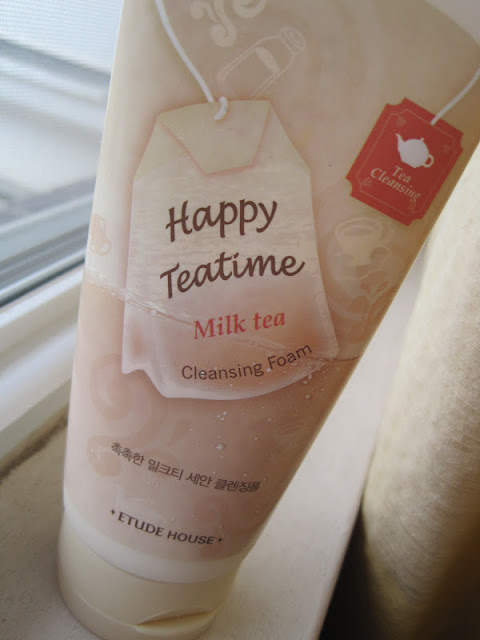 Tea
Cleansing
Happy
Teatime
Milk tea
Cleansing Foam
촉촉한 밀크티 세안 클렌징폼
ETUDE HOUSE